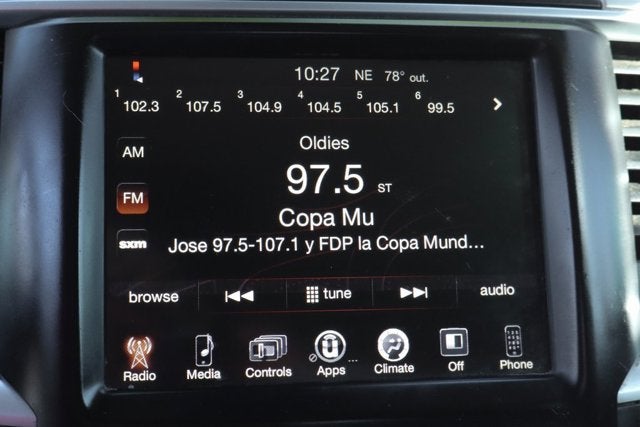 10:27 NE 78° out.
1 102.3 2 107.5 3 104.9 4 104.5 5 105.1 6 99.5
AM
Oldies
97.5 ST
FM
Copa Mu
sxm
Jose 97.5-107.1 y FDP la Copa Mund...
browse tune audio
Radio Media Controls Apps Climate Off Phone